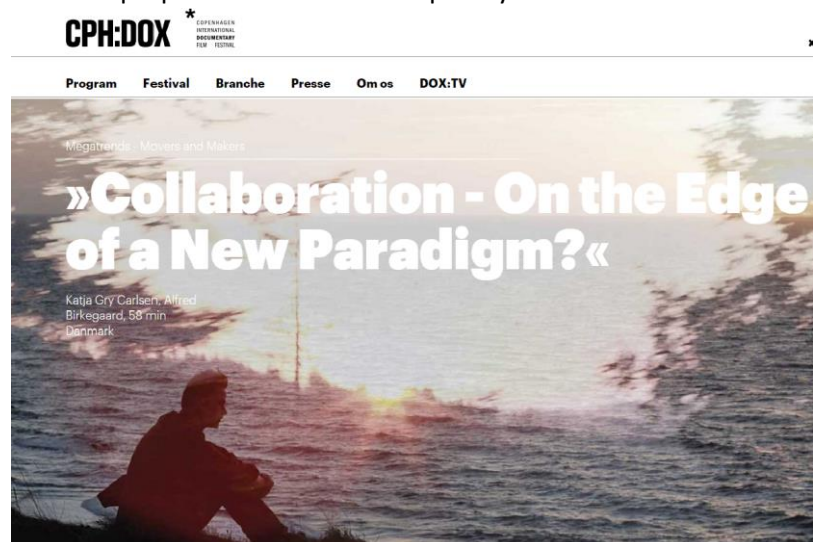 CPH:DOX
*
COPENHAGEN
INTERNATIONAL
DOCUMENTARY
FILM FESTIVAL
Program Festival Branche Presse Om os DOX:TV
Megatrends - Movers and Makers
»Collaboration - On the Edge
of a New Paradigm?«
Katja Gry Carlsen, Alfred
Birkegaard, 58 min
Danmark